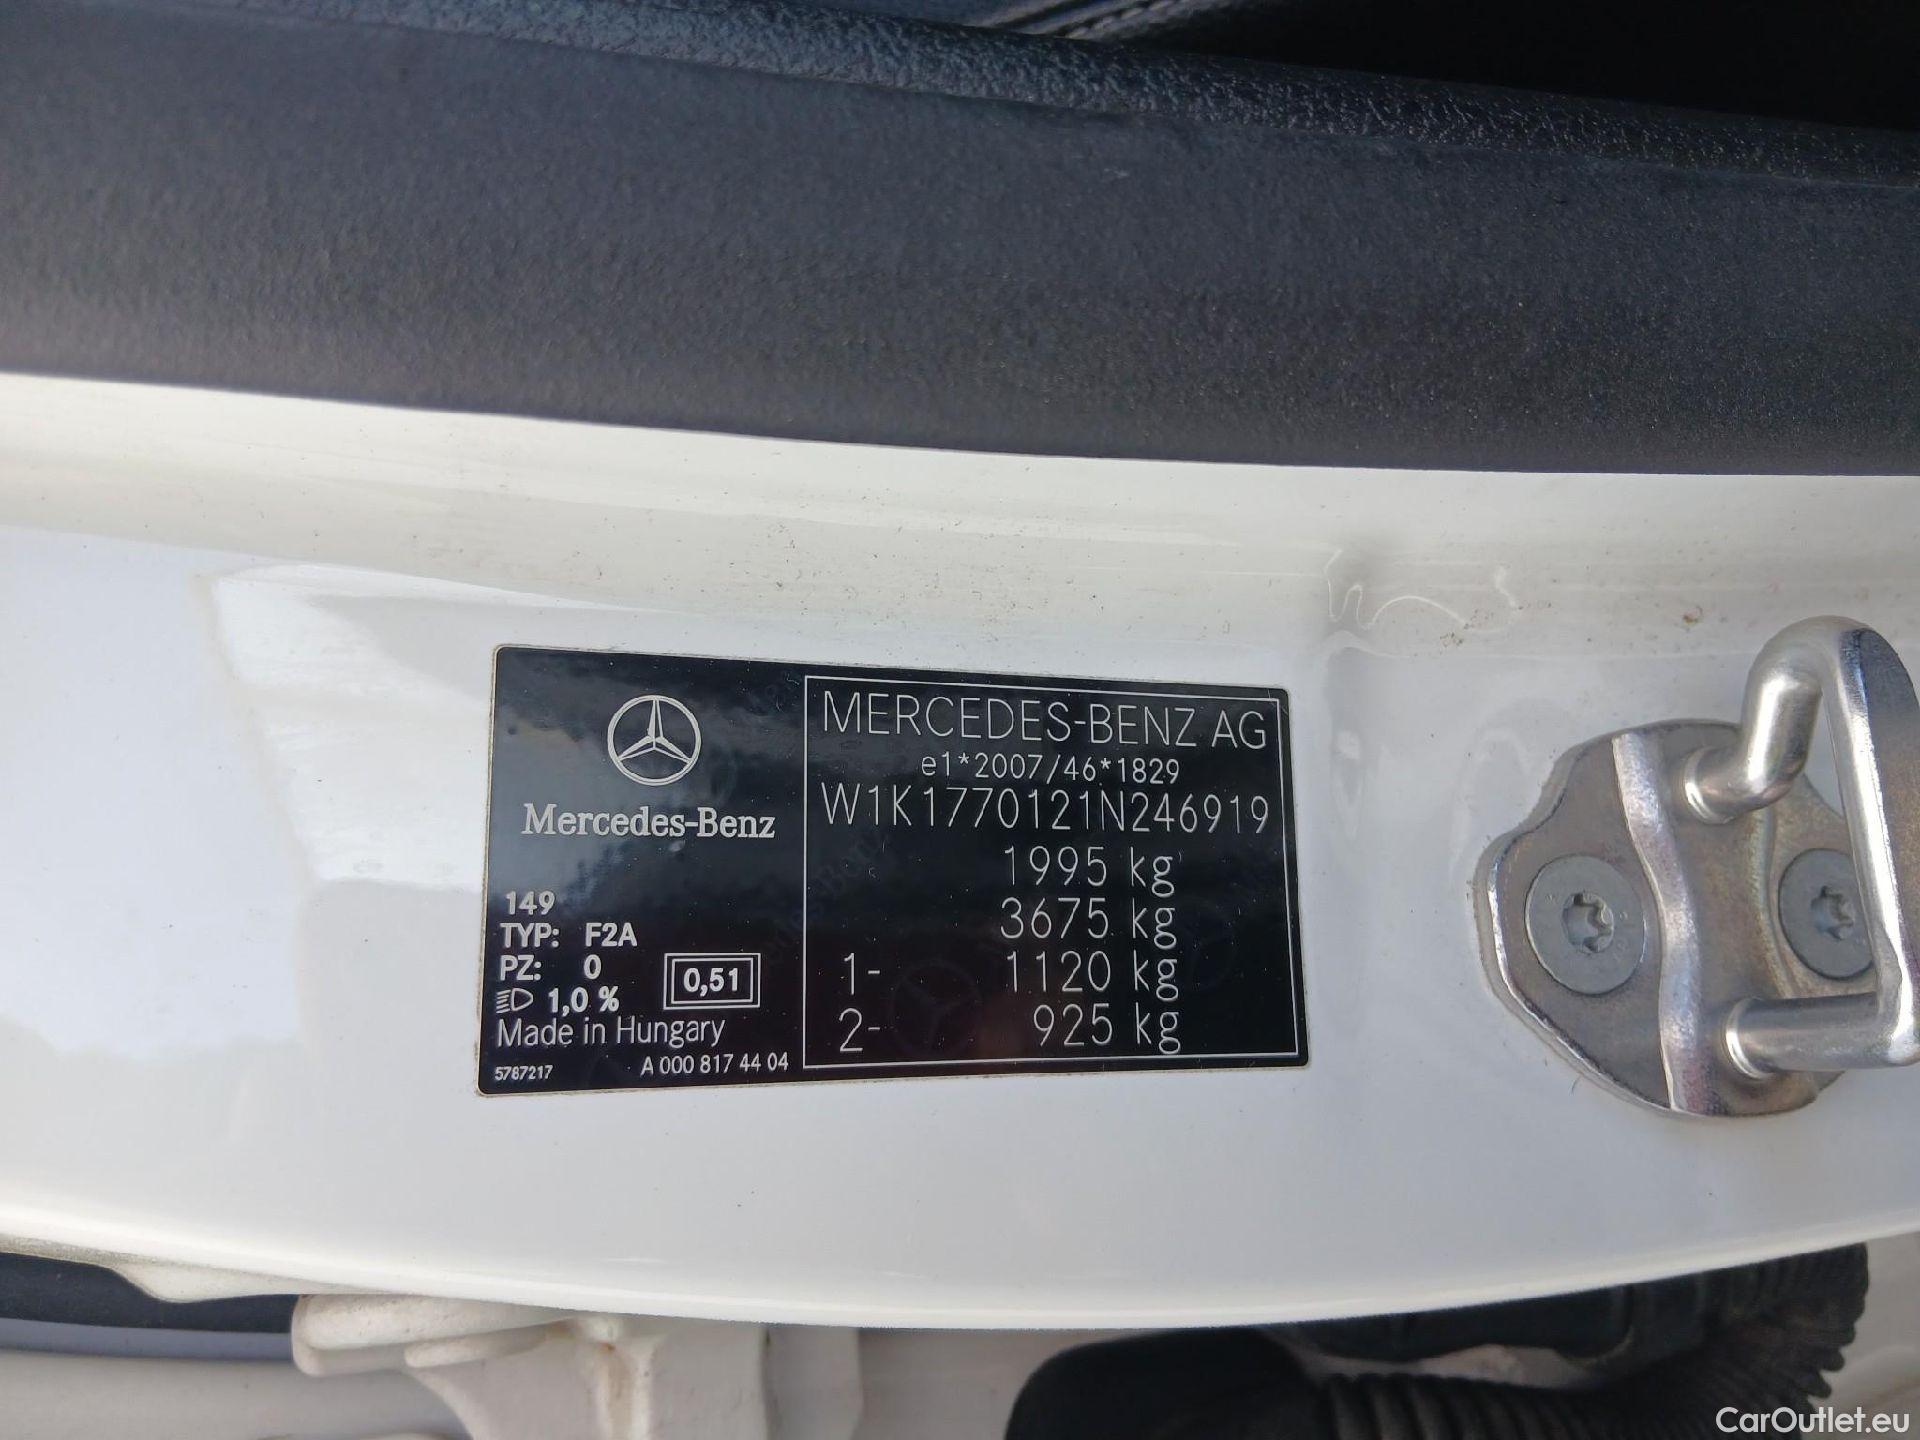 Mercedes-Benz
149
TYP: F2A
PZ: 0
1,0 %
0,51
Made in Hungary
5787217 A 000 817 44 04
MERCEDES-BENZ AG
e1*2007/46*1829
W1K1770121N246919
1995 kg
3675 kg
1- 1120 kg
2- 925 kg
CarOutlet.eu